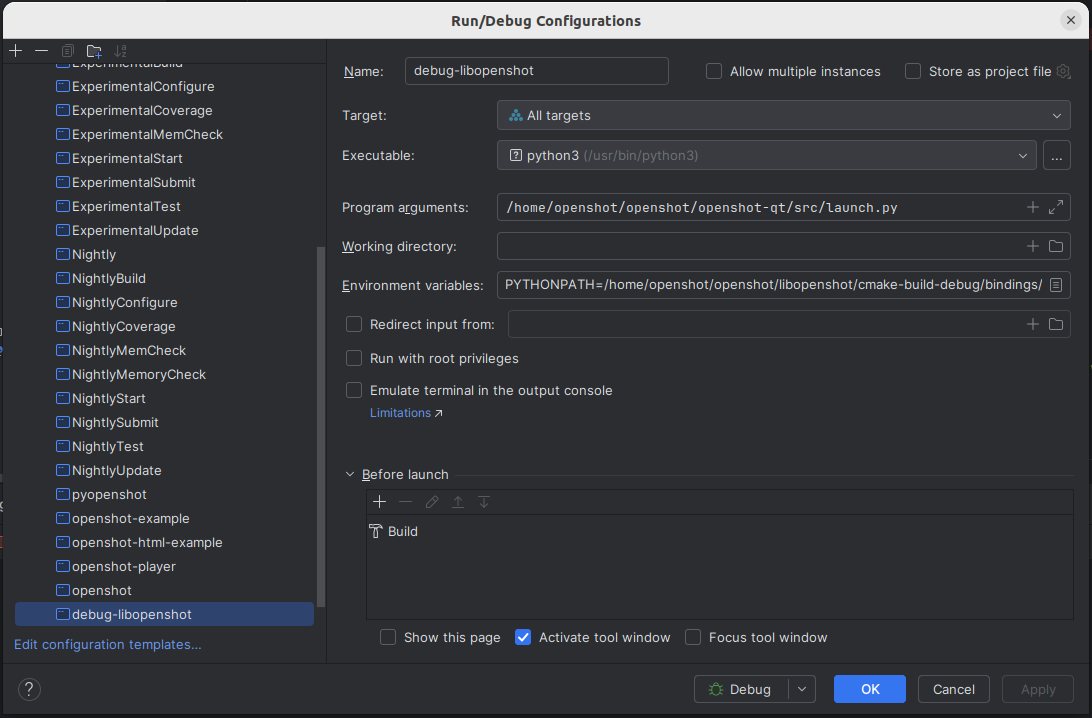 Run/Debug Configurations
ExperimentalBuild
ExperimentalConfigure
ExperimentalCoverage
ExperimentalMemCheck
ExperimentalStart
ExperimentalSubmit
ExperimentalTest
ExperimentalUpdate
Nightly
NightlyBuild
NightlyConfigure
NightlyCoverage
NightlyMemCheck
NightlyMemoryCheck
NightlyStart
NightlySubmit
NightlyTest
NightlyUpdate
pyopenshot
openshot-example
openshot-html-example
openshot-player
openshot
debug-libopenshot
Edit configuration templates...
Name: debug-libopenshot Allow multiple instances Store as project file
Target: All targets
Executable: python3 (/usr/bin/python3) ...
Program arguments: /home/openshot/openshot/openshot-qt/src/launch.py
Working directory:
Environment variables: PYTHONPATH=/home/openshot/openshot/libopenshot/cmake-build-debug/bindings/
Redirect input from:
Run with root privileges
Emulate terminal in the output console
Limitations ↗
Before launch
Build
Show this page Activate tool window Focus tool window
? Debug OK Cancel Apply